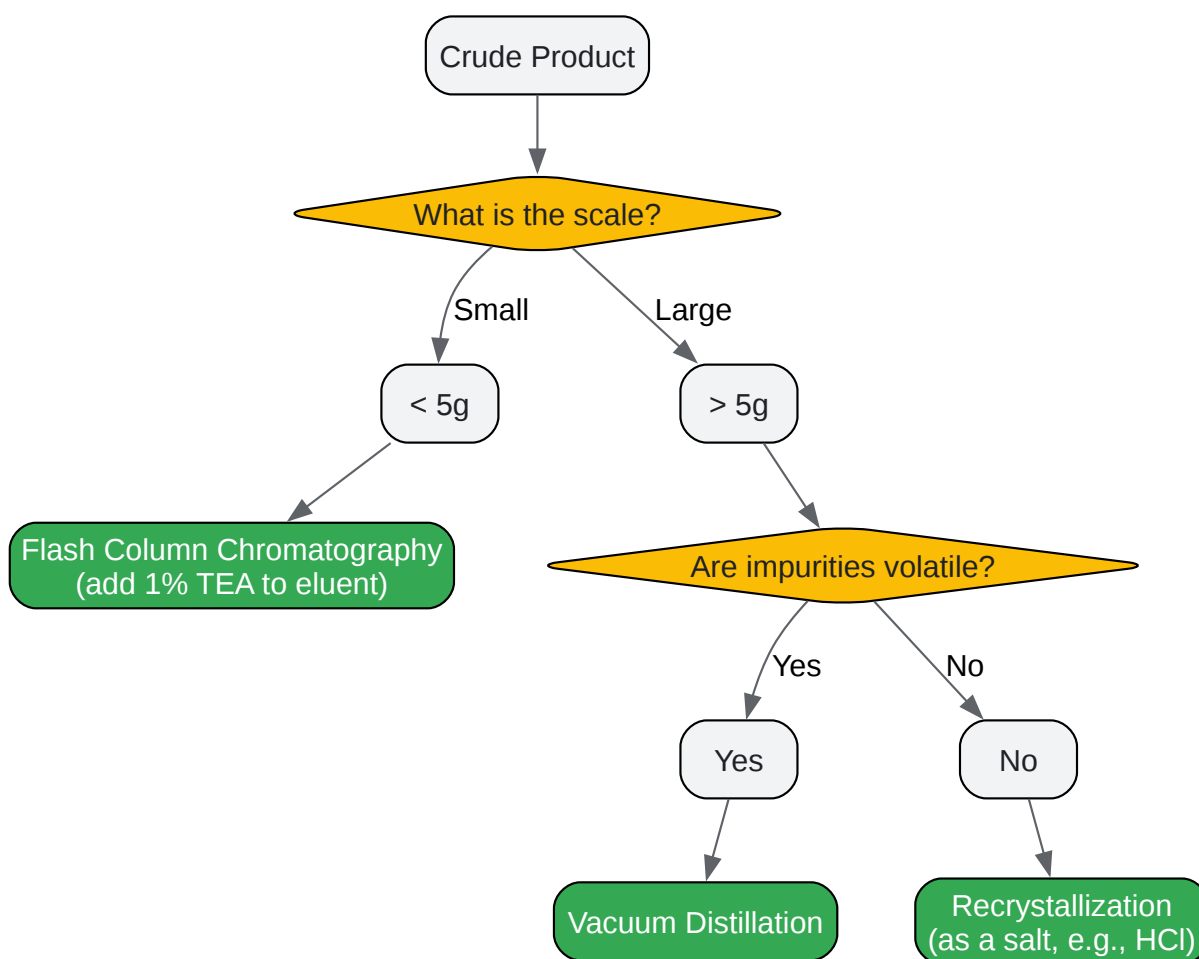 Crude Product
What is the scale?
Small
Large
< 5g
> 5g
Flash Column Chromatography
(add 1% TEA to eluent)
Are impurities volatile?
Yes
No
Yes
No
Vacuum Distillation
Recrystallization
(as a salt, e.g., HCl)